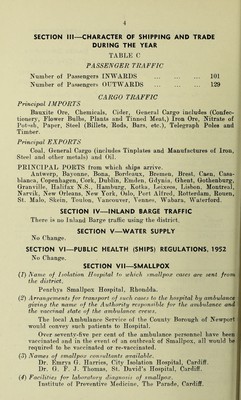 4
SECTION III—CHARACTER OF SHIPPING AND TRADE
DURING THE YEAR
TABLE C
PASSENGER TRAFFIC
Number of Passengers INWARDS ... ... ... 101
Number of Passengers OUTWARDS ... ... ... 129
CARGO TRAFFIC
Principal IMPORTS
Bauxite Ore, Chemicals, Cider, General Cargo includes (Confec-
tionery, Flower Bulbs, Plants and Tinned Meat,) Iron Ore, Nitrate of
Potash, Paper, Steel (Billets, Rods, Bars, etc.), Telegraph Poles and
Timber.
Principal EXPORTS
Coal, General Cargo (includes Tinplates and Manufactures of Iron,
Steel and other metals) and Oil.
PRINCIPAL PORTS from which ships arrive.
Antwerp, Bayonne, Bona, Bordeaux, Bremen, Brest, Caen, Casa-
blanca, Copenhagen, Cork, Dublin, Emden, Gdynia, Ghent, Gothenburg,
Granville, Halifax N.S., Hamburg, Kotka, Leixoes, Lisbon, Montreal,
Narvik, New Orleans, New York, Oslo, Port Alfred, Rotterdam, Rouen,
St. Malo, Skein, Toulon, Vancouver, Vannes, Wabara, Waterford.
SECTION IV—INLAND BARGE TRAFFIC
There is no Inland Barge traffic using the district.
SECTION V—WATER SUPPLY
No Change.
SECTION VI—PUBLIC HEALTH (SHIPS) REGULATIONS, 1952
No Change.
SECTION VII—SMALLPOX
(1) Name of Isolation Hospital to which smallpox cases are sent from
the district.
Penrhys Smallpox Hospital, Rhondda.
(2) Arrangements for transport of such cases to the hospital by ambulance
giving the name of the Authority responsible for the ambulance and
the vaccinal state of the ambulance crews.
The local Ambulance Service of the County Borough of Newport
would convey such patients to Hospital.
Over seventy-five per cent of the ambulance personnel have been
vaccinated and in the event of an outbreak of Smallpox, all would be
required to be vaccinated or re-vaccinated.
(3) Names of smallpox consultants available.
Dr. Emrys G. Harries, City Isolation Hospital, Cardiff.
Dr. G. F. J. Thomas, St. David's Hospital, Cardiff.
(4) Facilities for laboratory diagnosis of smallpox.
Institute of Preventive Medicine, The Parade, Cardiff.